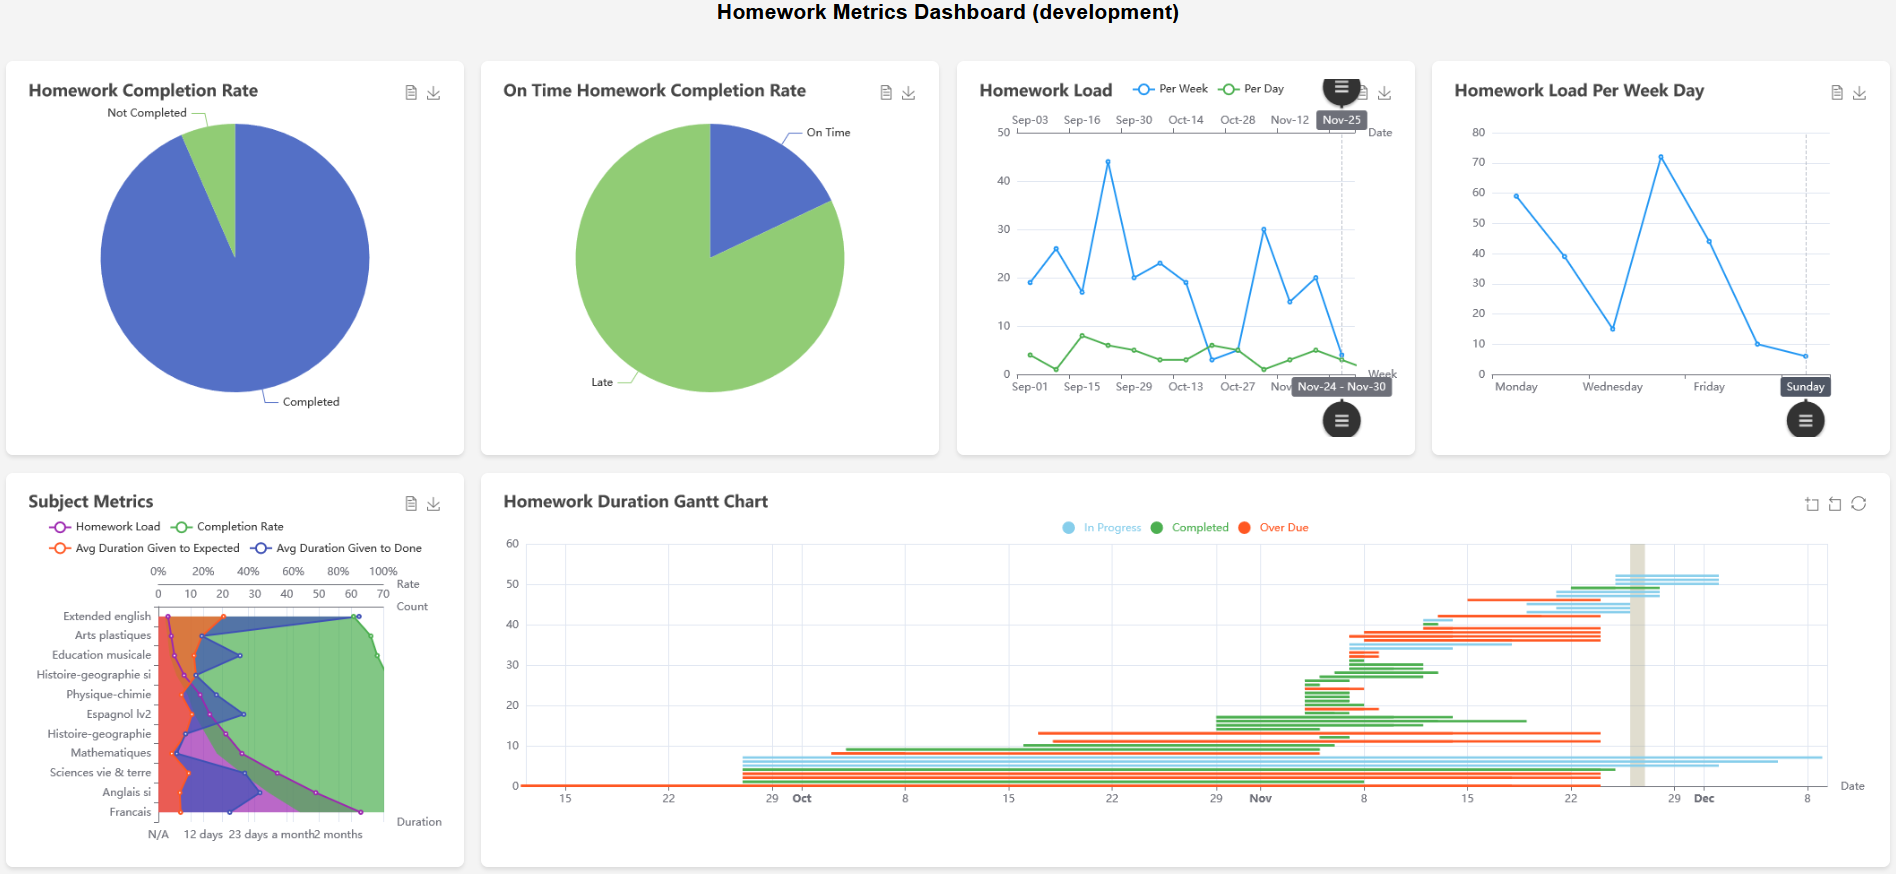 Homework Metrics Dashboard (development)
Homework Completion Rate
Not Completed
Completed
On Time Homework Completion Rate
On Time
Late
Homework Load
Per Week
Per Day
Sep-03 Sep-16 Sep-30 Oct-14 Oct-28 Nov-12 Nov-25
Date
50
40
30
20
10
0
Week
Sep-01 Sep-15 Sep-29 Oct-13 Oct-27 Nov Nov-24 - Nov-30
Homework Load Per Week Day
80
70
60
50
40
30
20
10
0
Monday Wednesday Friday Sunday
Subject Metrics
Homework Load Completion Rate
Avg Duration Given to Expected Avg Duration Given to Done
0% 20% 40% 60% 80% 100%
Rate
0 10 20 30 40 50 60 70
Count
Extended english
Arts plastiques
Education musicale
Histoire-geographie si
Physique-chimie
Espagnol lv2
Histoire-geographie
Mathematiques
Sciences vie & terre
Anglais si
Francais
Duration
N/A 12 days 23 days a month 2 months
Homework Duration Gantt Chart
In Progress Completed Over Due
60
50
40
30
20
10
0
Date
15 22 29 Oct 8 15 22 29 Nov 8 15 22 29 Dec 8